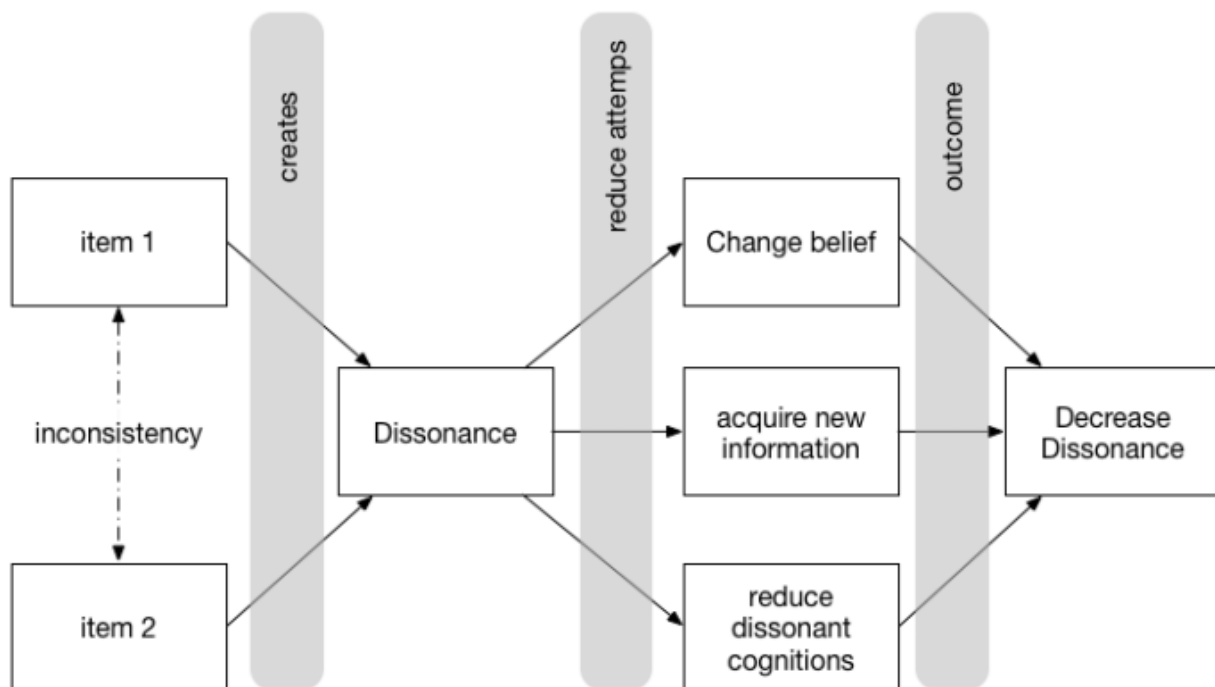 creates
reduce attemps
outcome
item 1
Change belief
inconsistency
Dissonance
acquire new
information
Decrease
Dissonance
item 2
reduce
dissonant
cognitions